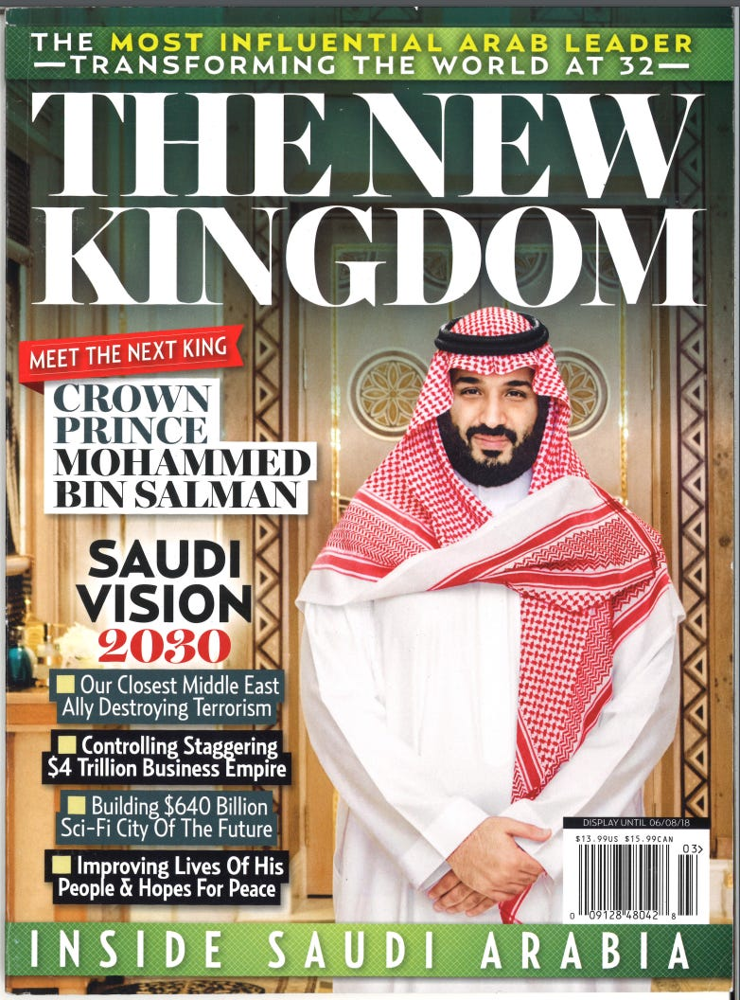 THE MOST INFLUENTIAL ARAB LEADER
—TRANSFORMING THE WORLD AT 32—
THE NEW
KINGDOM
MEET THE NEXT KING
CROWN
PRINCE
MOHAMMED
BIN SALMAN
SAUDI
VISION
2030
Our Closest Middle East
Ally Destroying Terrorism
Controlling Staggering
$4 Trillion Business Empire
Building $640 Billion
Sci-Fi City Of The Future
Improving Lives Of His
People & Hopes For Peace
DISPLAY UNTIL 06/08/18
$13.99US $15.99CAN
03>
0 09128 48042 8
INSIDE SAUDI ARABIA